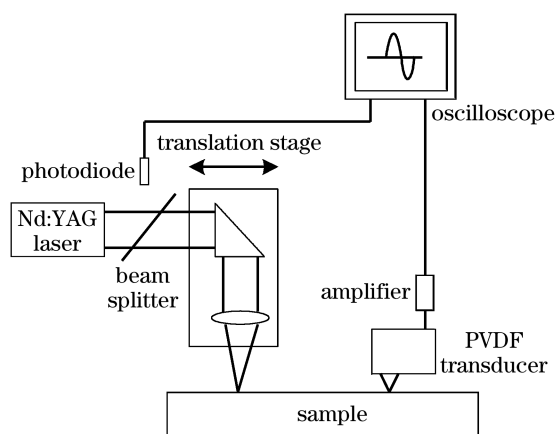 oscilloscope
translation stage
photodiode
Nd:YAG
laser
beam
splitter
amplifier
PVDF
transducer
sample